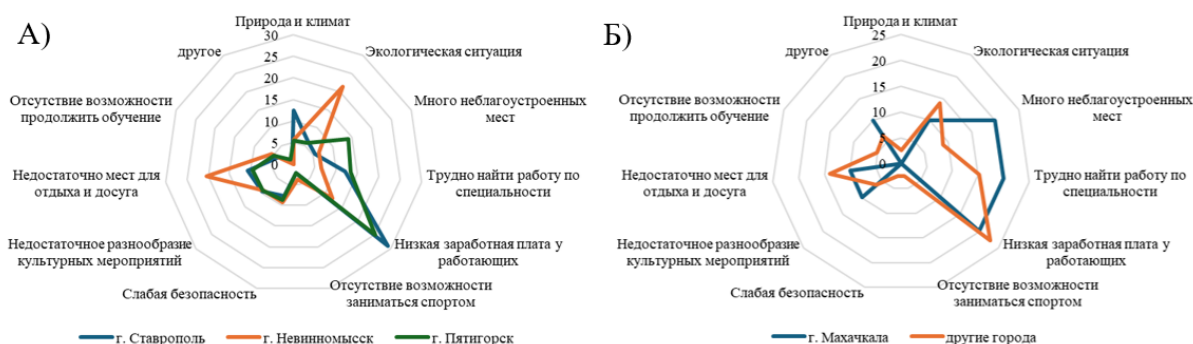 А)
Природа и климат
30
25
20
15
10
5
0
Экологическая ситуация
Много неблагоустроенных
мест
Трудно найти работу по
специальности
Низкая заработная плата у
работающих
Отсутствие возможности
заниматься спортом
Слабая безопасность
Недостаточное разнообразие
культурных мероприятий
Недостаточно мест для
отдыха и досуга
Отсутствие возможности
продолжить обучение
другое
г. Ставрополь
г. Невинномысск
г. Пятигорск
Б)
Природа и климат
25
20
15
10
5
0
Экологическая ситуация
Много неблагоустроенных
мест
Трудно найти работу по
специальности
Низкая заработная плата у
работающих
Отсутствие возможности
заниматься спортом
Слабая безопасность
Недостаточное разнообразие
культурных мероприятий
Недостаточно мест для
отдыха и досуга
Отсутствие возможности
продолжить обучение
другое
г. Махачкала
другие города